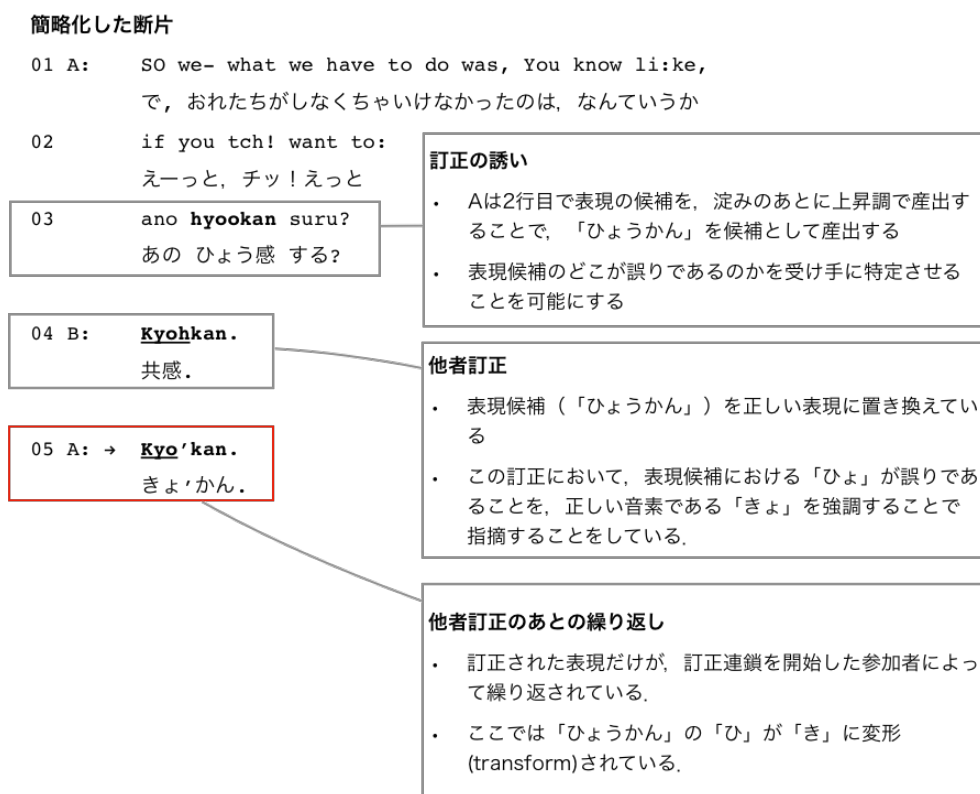 簡略化した断片
01 A: SO we- what we have to do was, You know li:ke,
で, おれたちがしなくちゃいけなかったのは, なんていうか
02 if you tch! want to:
えーっと, チッ！えっと
03 ano hyookan suru?
あの ひょう感 する?
訂正の誘い
• Aは2行目で表現の候補を, 淀みのあとに上昇調で産出す
ることで, 「ひょうかん」を候補として産出する
• 表現候補のどこが誤りであるのかを受け手に特定させる
ことを可能にする
04 B: Kyohkan.
共感.
他者訂正
• 表現候補（「ひょうかん」）を正しい表現に置き換えてい
る
• この訂正において, 表現候補における「ひょ」が誤りであ
ることを, 正しい音素である「きょ」を強調することで
指摘することをしている.
05 A: → Kyo’kan.
きょ’かん.
他者訂正のあとの繰り返し
• 訂正された表現だけが, 訂正連鎖を開始した参加者によっ
て繰り返されている.
• ここでは「ひょうかん」の「ひ」が「き」に変形
(transform)されている.